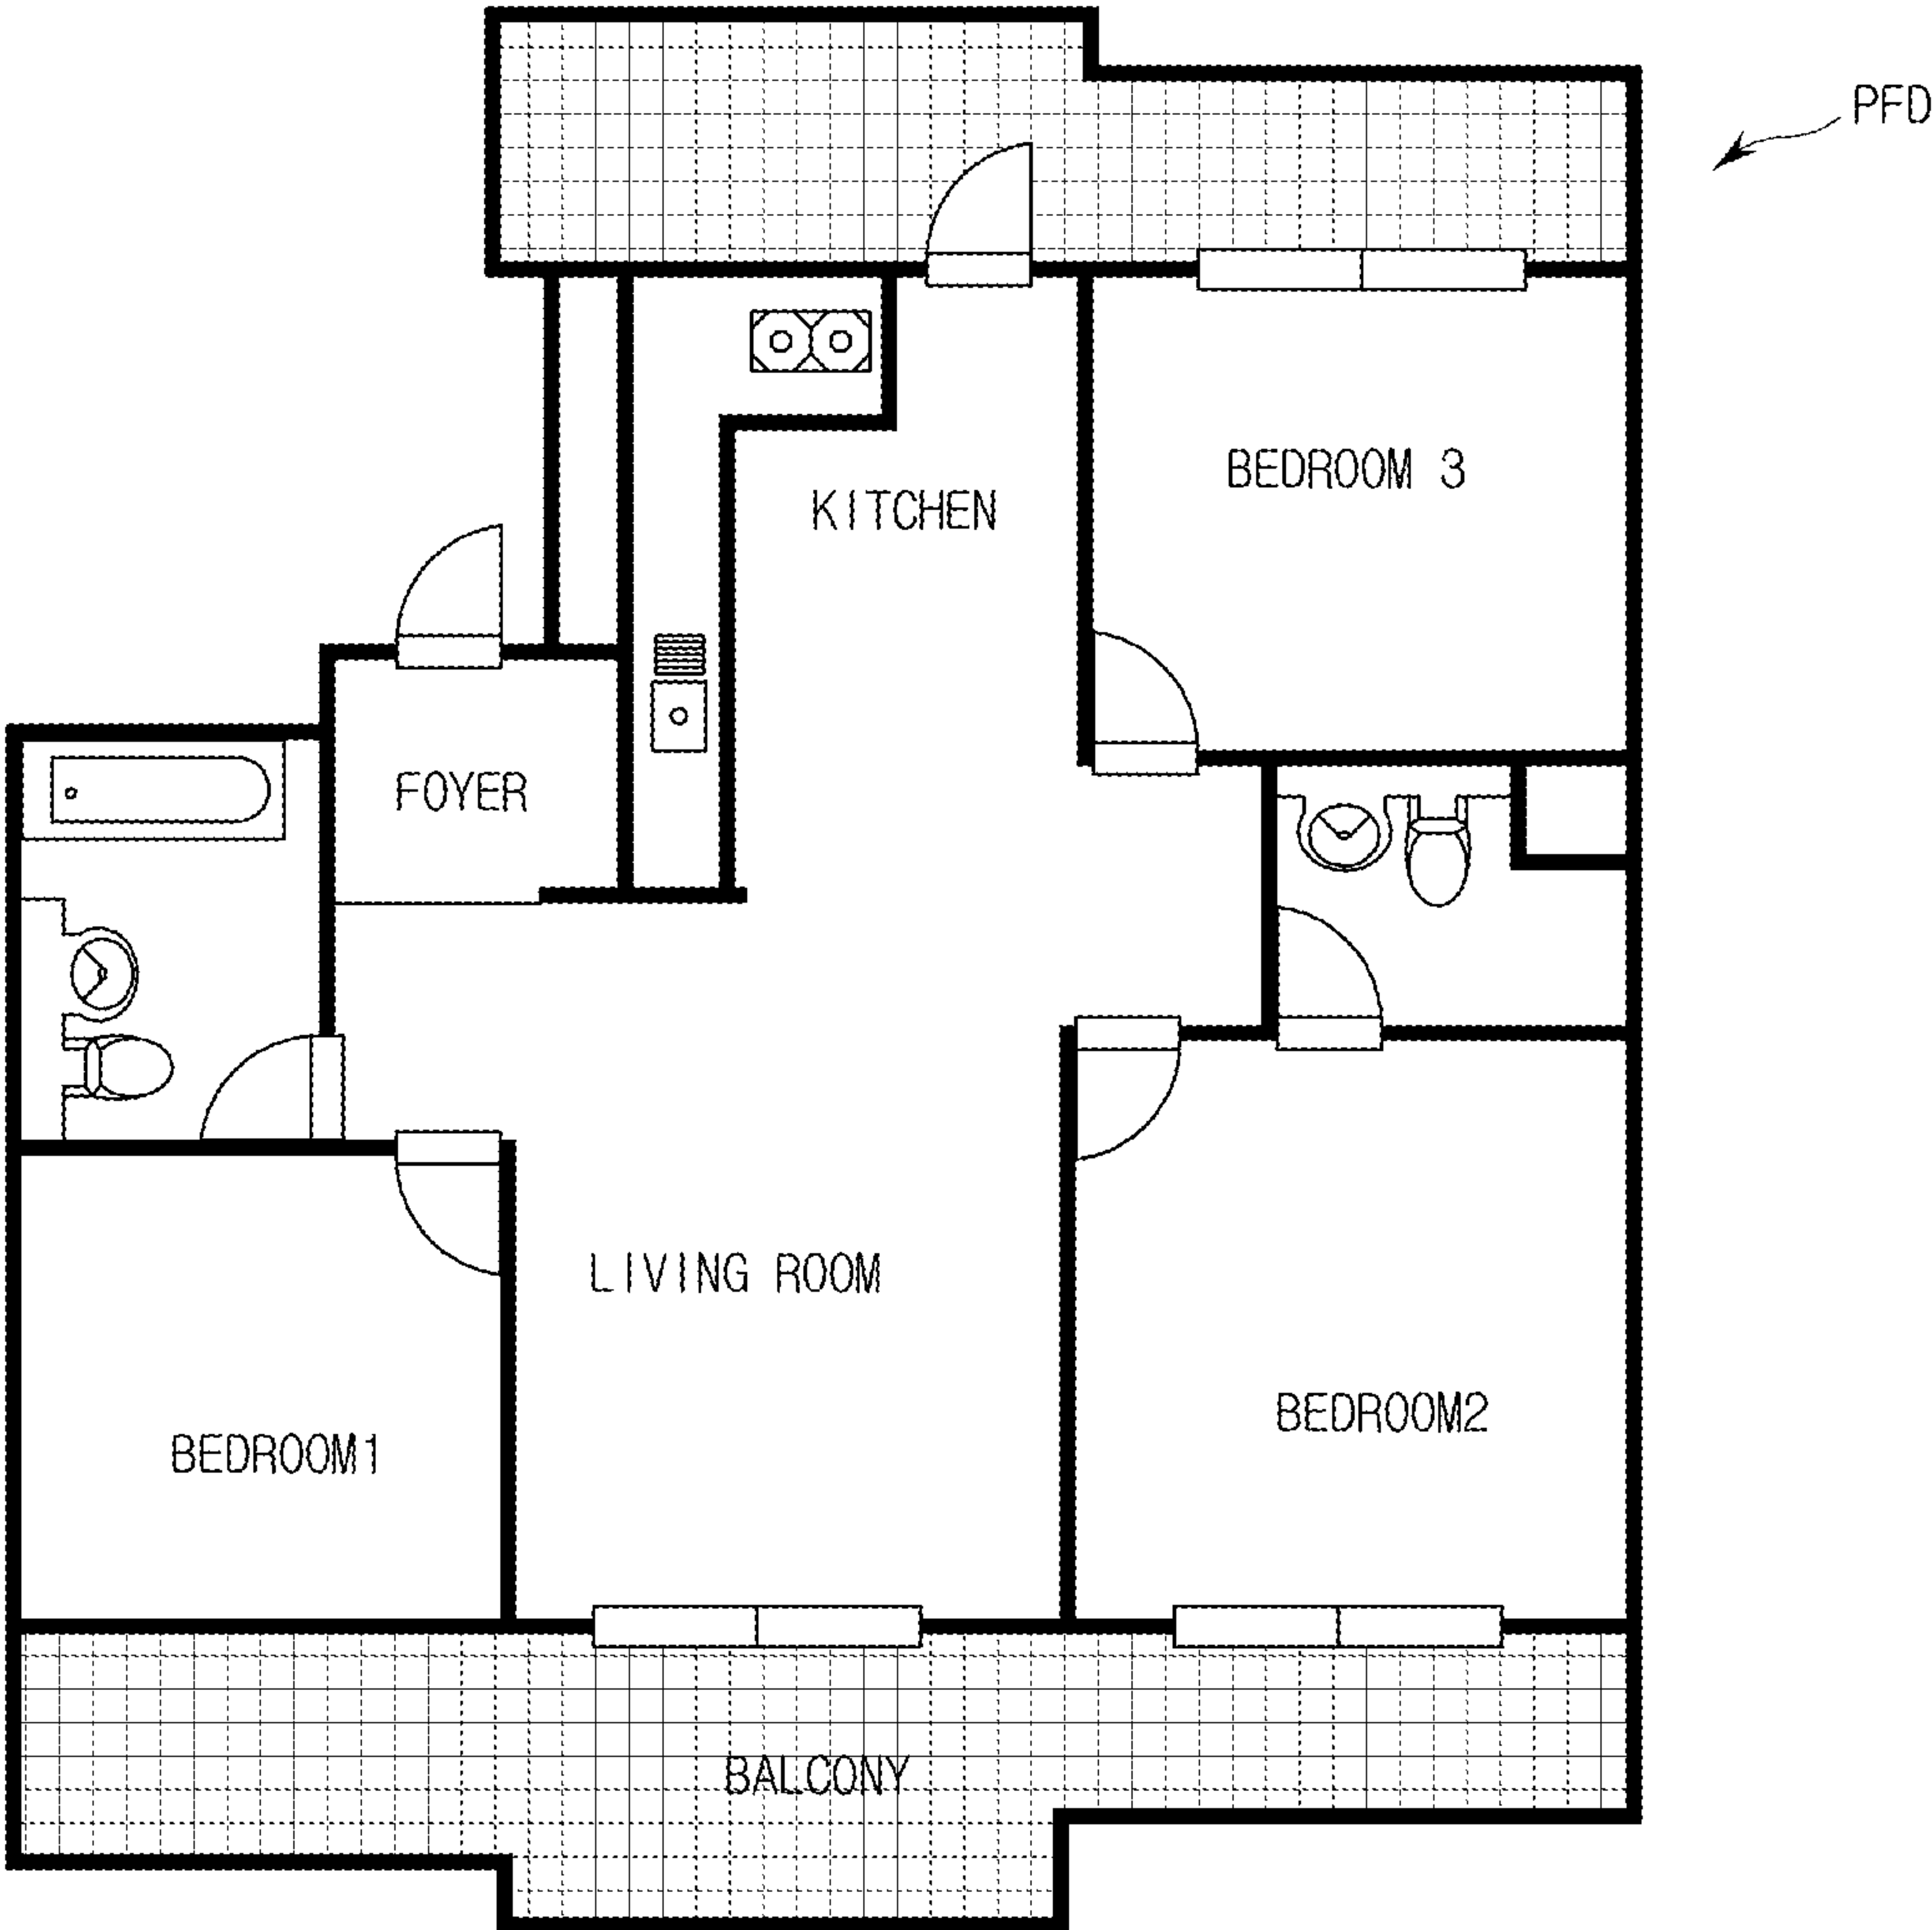 PFD
BEDROOM 3
KITCHEN
FOYER
LIVING ROOM
BEDROOM2
BEDROOM1
BALCONY